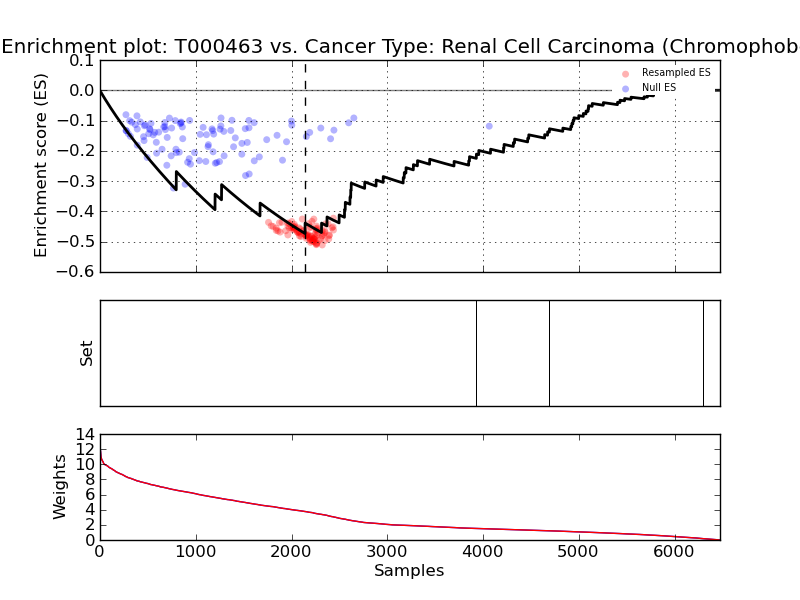 Enrichment plot: T000463 vs. Cancer Type: Renal Cell Carcinoma (Chromophob
0.1
0.0
−0.1
−0.2
−0.3
−0.4
−0.5
−0.6
Enrichment score (ES)
Resampled ES
Null ES
Set
14
12
10
8
6
4
2
0
Weights
0 1000 2000 3000 4000 5000 6000
Samples